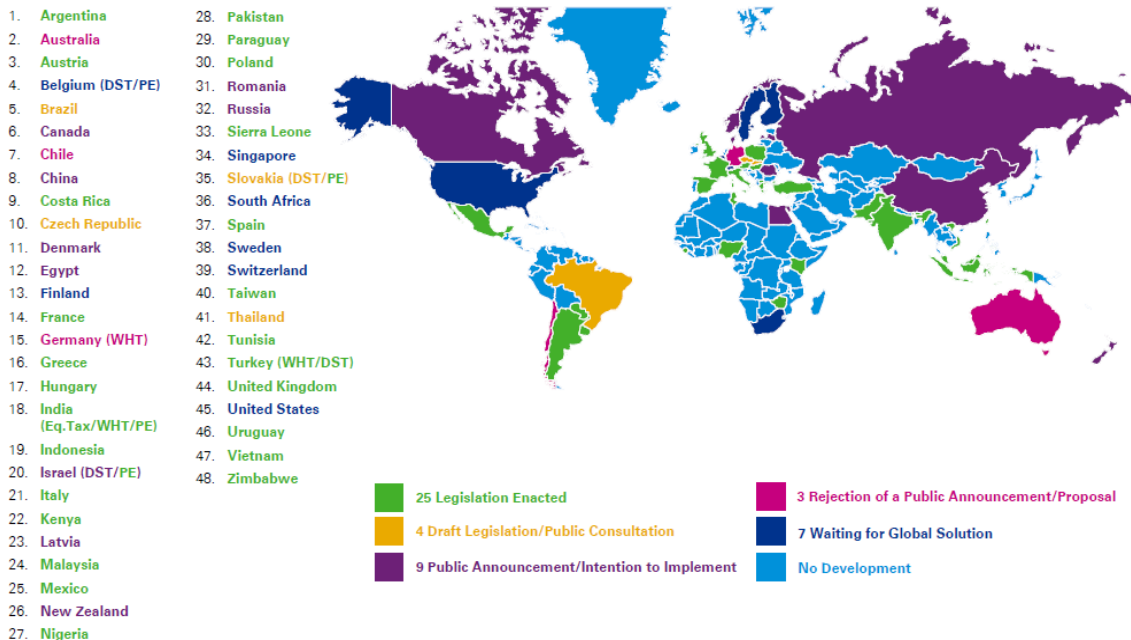 1. Argentina
2. Australia
3. Austria
4. Belgium (DST/PE)
5. Brazil
6. Canada
7. Chile
8. China
9. Costa Rica
10. Czech Republic
11. Denmark
12. Egypt
13. Finland
14. France
15. Germany (WHT)
16. Greece
17. Hungary
18. India
(Eq.Tax/WHT/PE)
19. Indonesia
20. Israel (DST/PE)
21. Italy
22. Kenya
23. Latvia
24. Malaysia
25. Mexico
26. New Zealand
27. Nigeria
28. Pakistan
29. Paraguay
30. Poland
31. Romania
32. Russia
33. Sierra Leone
34. Singapore
35. Slovakia (DST/PE)
36. South Africa
37. Spain
38. Sweden
39. Switzerland
40. Taiwan
41. Thailand
42. Tunisia
43. Turkey (WHT/DST)
44. United Kingdom
45. United States
46. Uruguay
47. Vietnam
48. Zimbabwe
25 Legislation Enacted
4 Draft Legislation/Public Consultation
9 Public Announcement/Intention to Implement
3 Rejection of a Public Announcement/Proposal
7 Waiting for Global Solution
No Development